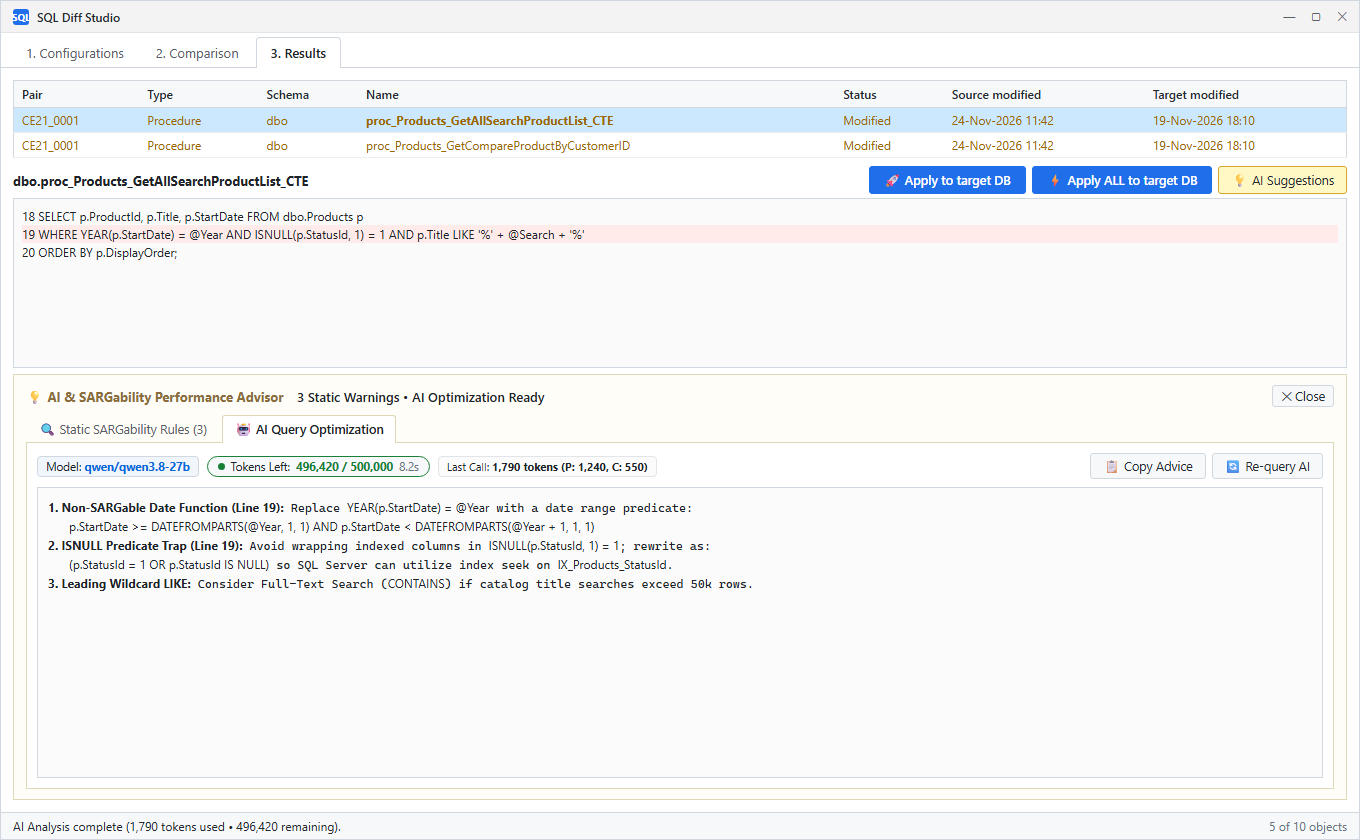 SQL SQL Diff Studio
1. Configurations 2. Comparison 3. Results
Pair Type Schema Name Status Source modified Target modified
CE21_0001 Procedure dbo proc_Products_GetAllSearchProductList_CTE Modified 24-Nov-2026 11:42 19-Nov-2026 18:10
CE21_0001 Procedure dbo proc_Products_GetCompareProductByCustomerID Modified 24-Nov-2026 11:42 19-Nov-2026 18:10
dbo.proc_Products_GetAllSearchProductList_CTE 🚀 Apply to target DB ⚡ Apply ALL to target DB 💡 AI Suggestions
18 SELECT p.ProductId, p.Title, p.StartDate FROM dbo.Products p
19 WHERE YEAR(p.StartDate) = @Year AND ISNULL(p.StatusId, 1) = 1 AND p.Title LIKE '%' + @Search + '%'
20 ORDER BY p.DisplayOrder;
💡 AI & SARGability Performance Advisor 3 Static Warnings • AI Optimization Ready ✕ Close
🔍 Static SARGability Rules (3) 🤖 AI Query Optimization
Model: qwen/qwen3.8-27b ● Tokens Left: 496,420 / 500,000 8.2s Last Call: 1,790 tokens (P: 1,240, C: 550) 📋 Copy Advice 🔄 Re-query AI
1. Non-SARGable Date Function (Line 19): Replace YEAR(p.StartDate) = @Year with a date range predicate:
p.StartDate >= DATEFROMPARTS(@Year, 1, 1) AND p.StartDate < DATEFROMPARTS(@Year + 1, 1, 1)
2. ISNULL Predicate Trap (Line 19): Avoid wrapping indexed columns in ISNULL(p.StatusId, 1) = 1; rewrite as:
(p.StatusId = 1 OR p.StatusId IS NULL) so SQL Server can utilize index seek on IX_Products_StatusId.
3. Leading Wildcard LIKE: Consider Full-Text Search (CONTAINS) if catalog title searches exceed 50k rows.
AI Analysis complete (1,790 tokens used • 496,420 remaining). 5 of 10 objects